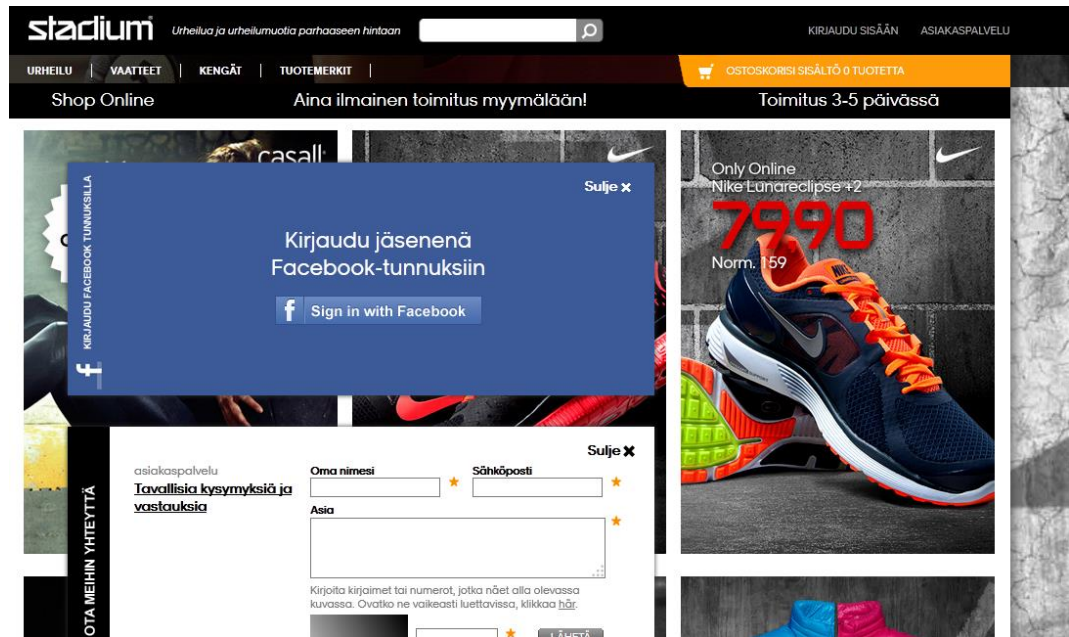 stadium
Urheilua ja urheilumuotia parhaaseen hintaan
KIRJAUDU SISÄÄN ASIAKASPALVELU
URHEILU | VAATTEET | KENGÄT | TUOTEMERKIT |
OSTOSKORISI SISÄLTÖ 0 TUOTETTA
Shop Online
Aina ilmainen toimitus myymälään!
Toimitus 3-5 päivässä
casall
KIRJAUDU FACEBOOK TUNNUKSILLA
Sulje x
Kirjaudu jäsenenä
Facebook-tunnuksiin
f Sign in with Facebook
f
Only Online
Nike Lunareclipse +2
7990
Norm. 159
NIKE
OTA MEIHIN YHTEYTTÄ
Sulje x
asiakaspalvelu
Tavallisia kysymyksiä ja
vastauksia
Oma nimesi
Sähköposti
Asia
Kirjoita kirjaimet tai numerot, jotka näet alla olevassa
kuvassa. Ovatko ne vaikeasti luettavissa, klikkaa här.
LÄHETÄ